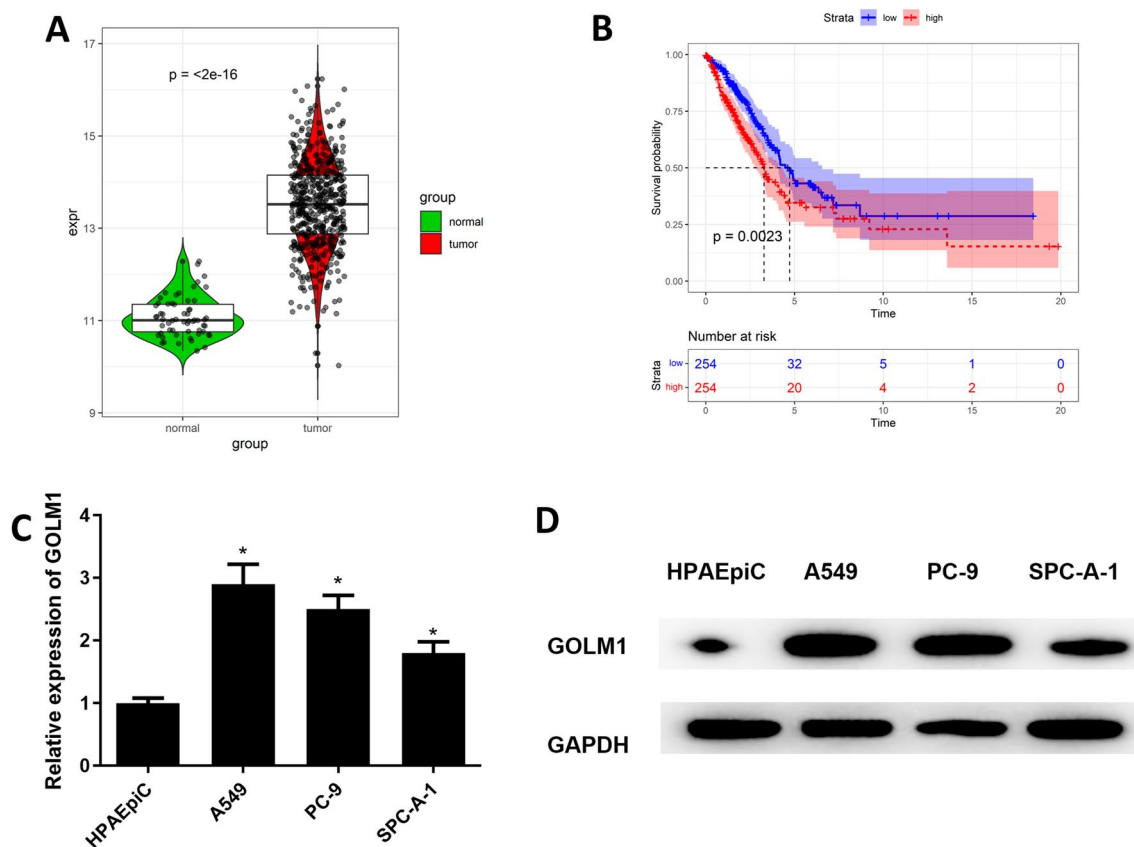 A
17
15
13
11
9
expr
p = <2e-16
normal
tumor
group
group
normal
tumor
B
Strata low high
1.00
0.75
0.50
0.25
0.00
Survival probability
p = 0.0023
0 5 10 15 20
Time
Number at risk
Strata
low 254 32 5 1 0
high 254 20 4 2 0
0 5 10 15 20
Time
C
Relative expression of GOLM1
4
3
2
1
0
* * *
HPAEpiC
A549
PC-9
SPC-A-1
D
HPAEpiC A549 PC-9 SPC-A-1
GOLM1
GAPDH